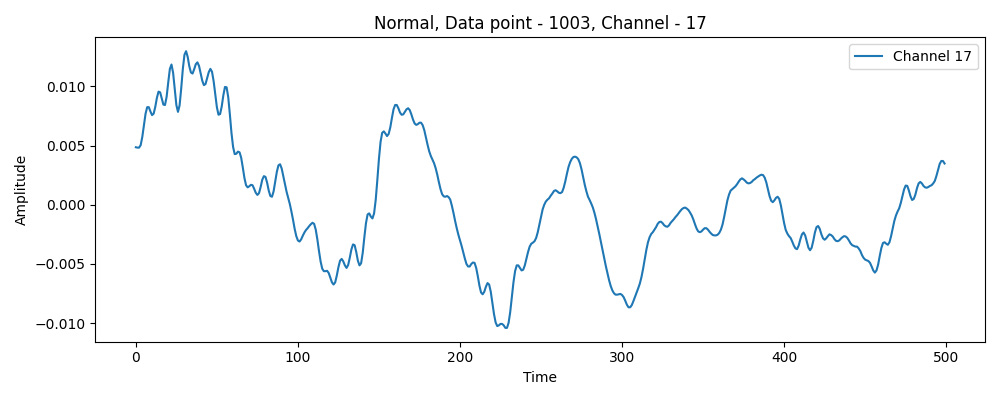 Normal, Data point - 1003, Channel - 17
Channel 17
Amplitude
0.010
0.005
0.000
−0.005
−0.010
0
100
200
300
400
500
Time